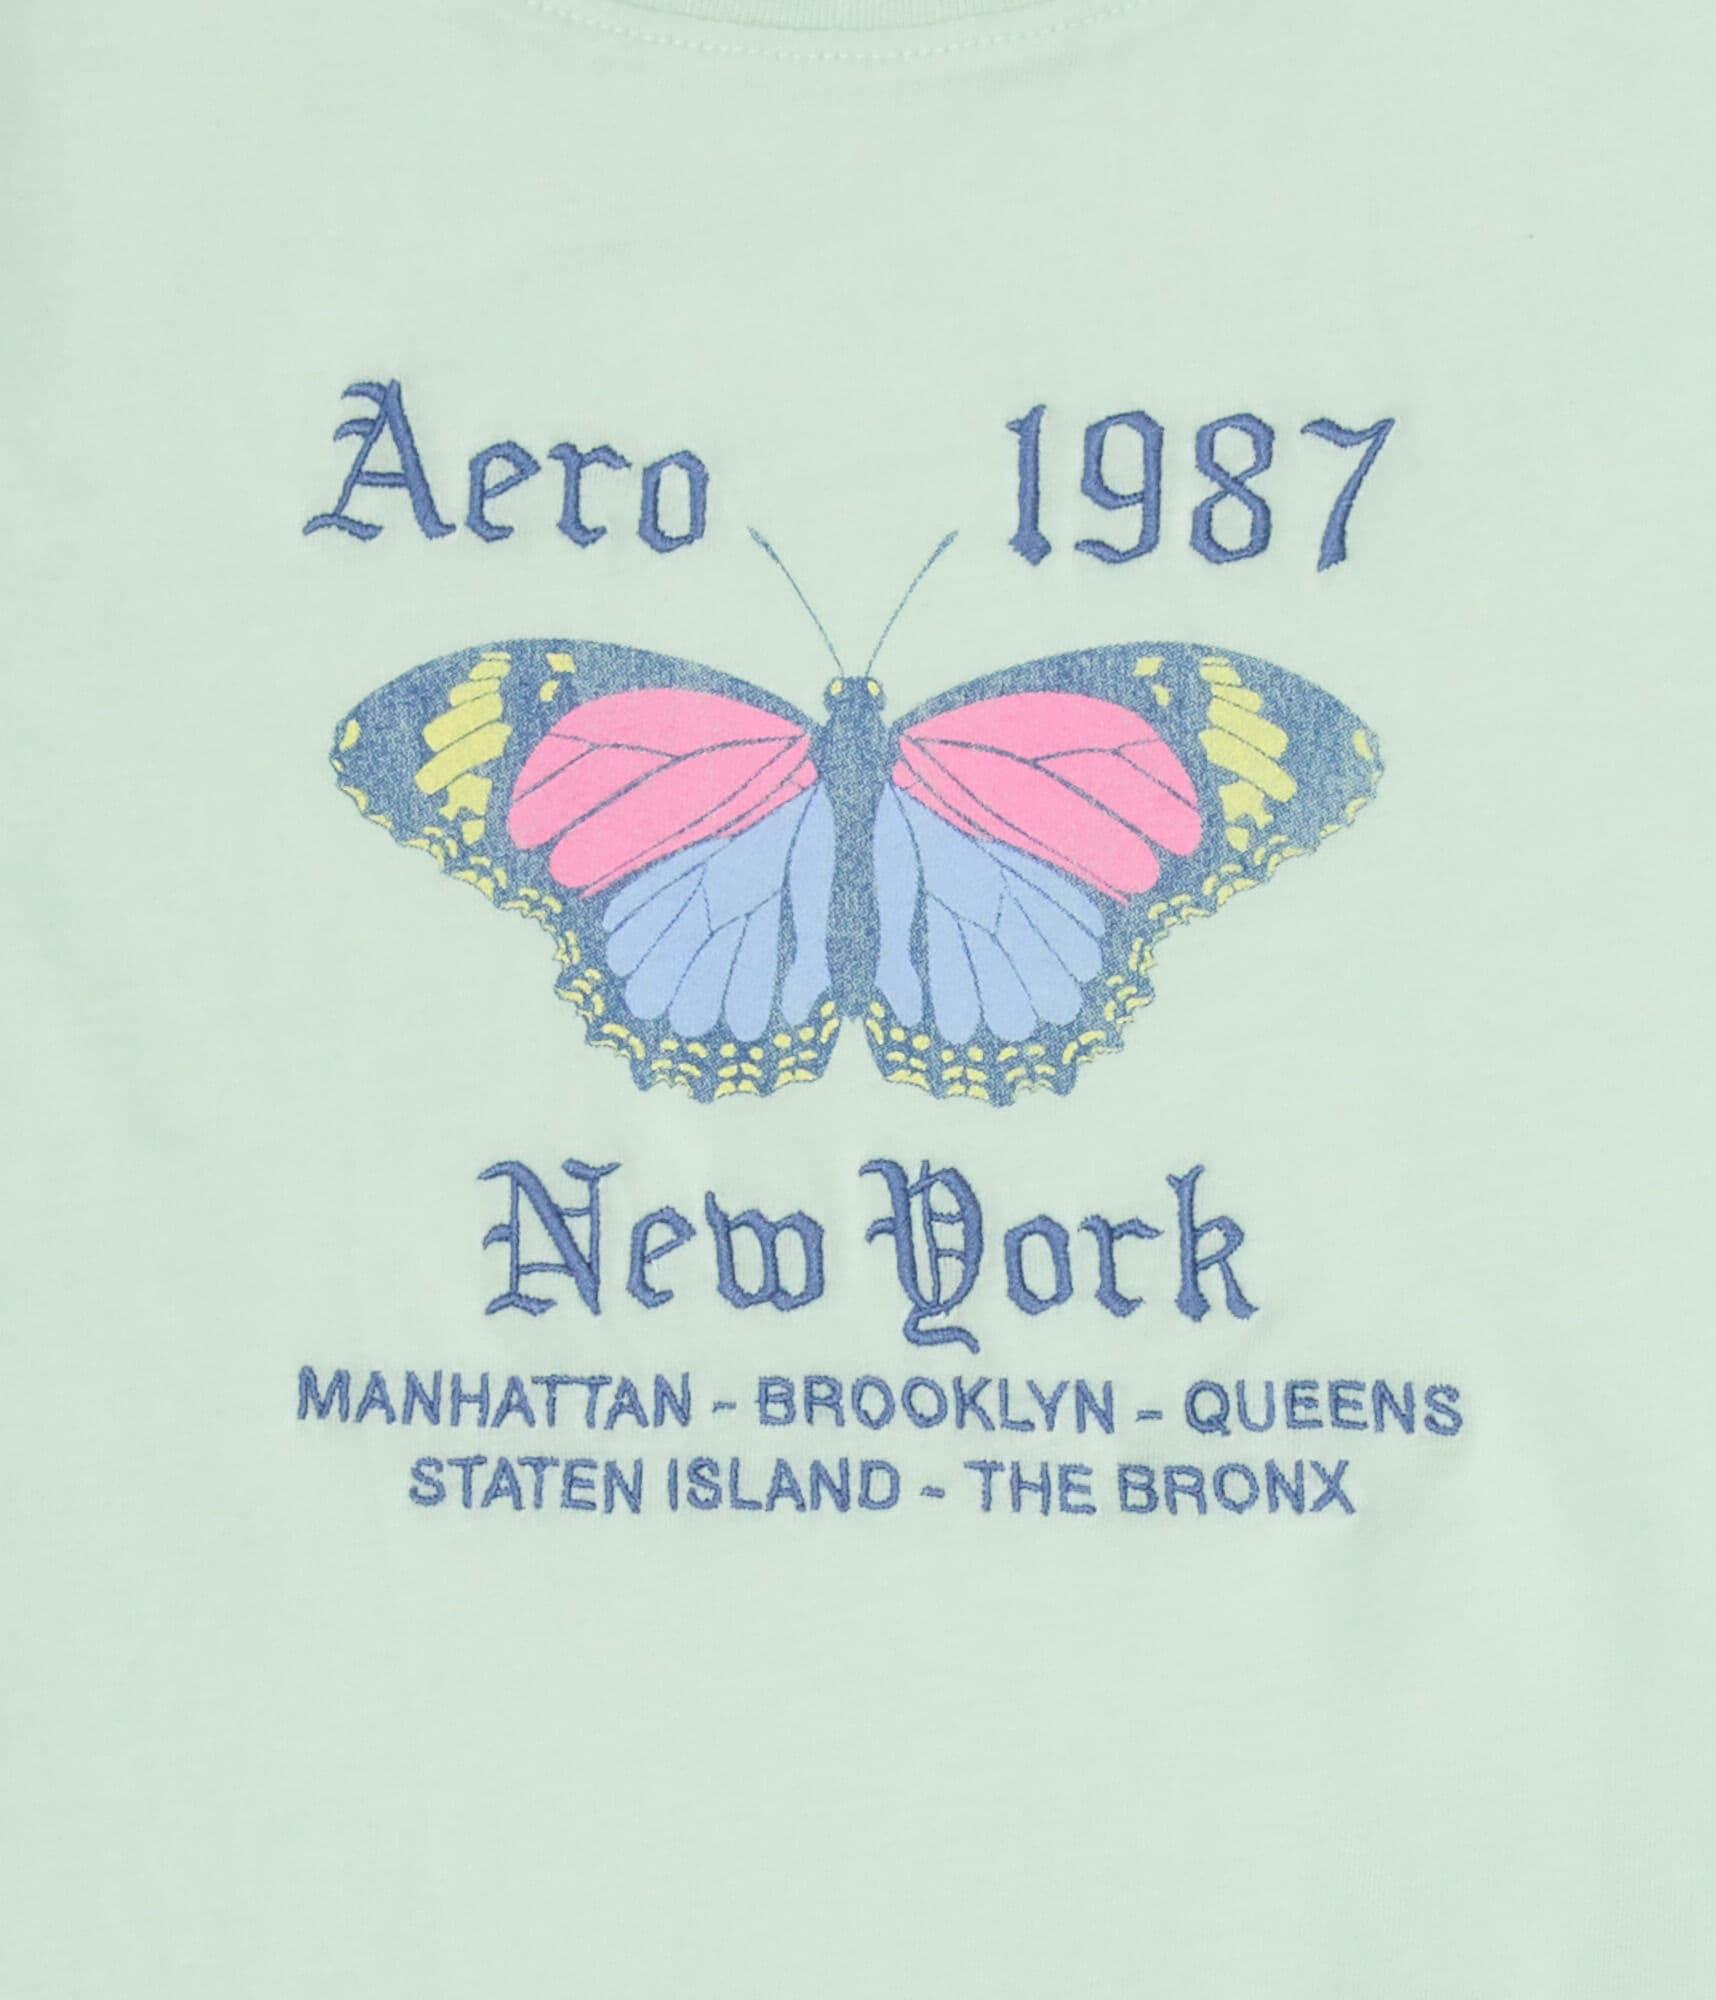 Aero 1987
New York
MANHATTAN - BROOKLYN - QUEENS
STATEN ISLAND - THE BRONX